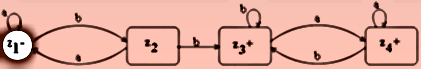 a b a z₁⁻
z₂
b
b z₃⁺
a b
a z₄⁺